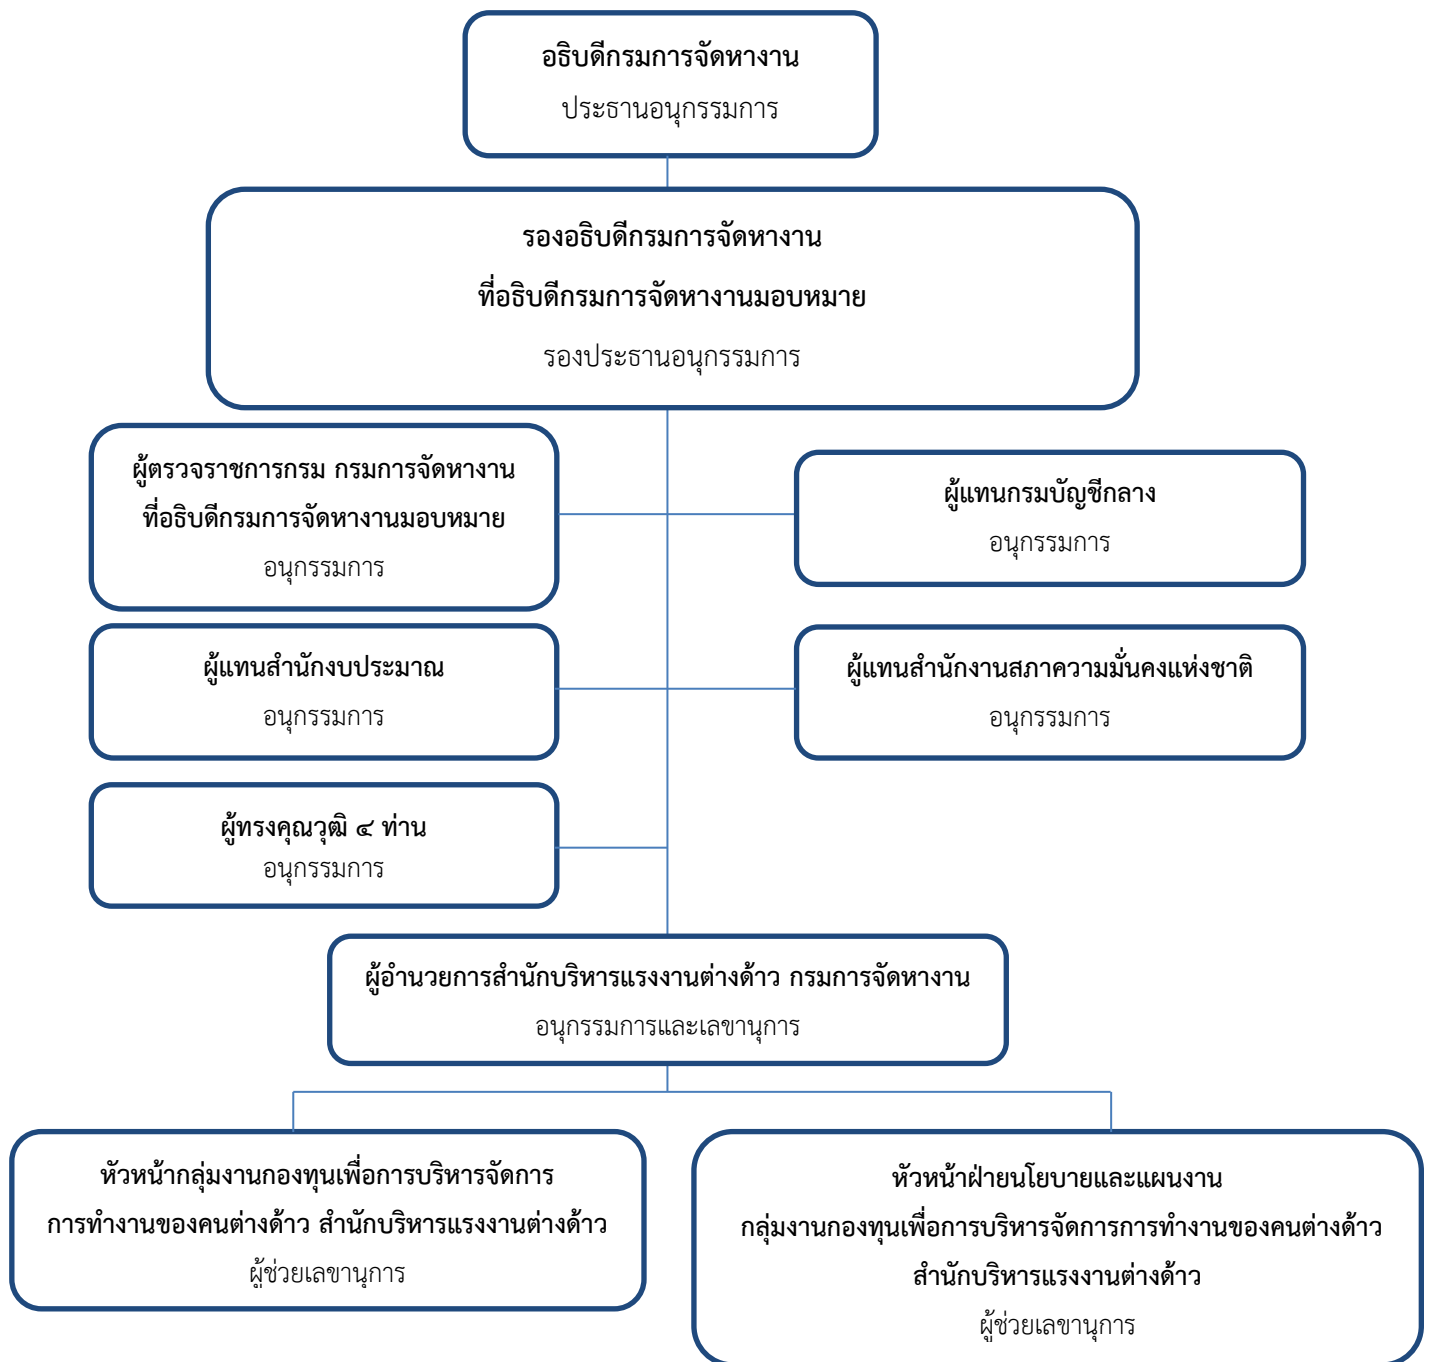 อธิบดีกรมการจัดหางาน
ประธานอนุกรรมการ
รองอธิบดีกรมการจัดหางาน
ที่อธิบดีกรมการจัดหางานมอบหมาย
รองประธานอนุกรรมการ
ผู้ตรวจราชการกรม กรมการจัดหางาน
ที่อธิบดีกรมการจัดหางานมอบหมาย
อนุกรรมการ
ผู้แทนกรมบัญชีกลาง
อนุกรรมการ
ผู้แทนสำนักงบประมาณ
อนุกรรมการ
ผู้แทนสำนักงานสภาความมั่นคงแห่งชาติ
อนุกรรมการ
ผู้ทรงคุณวุฒิ ๔ ท่าน
อนุกรรมการ
ผู้อำนวยการสำนักบริหารแรงงานต่างด้าว กรมการจัดหางาน
อนุกรรมการและเลขานุการ
หัวหน้ากลุ่มงานกองทุนเพื่อการบริหารจัดการ
การทำงานของคนต่างด้าว สำนักบริหารแรงงานต่างด้าว
ผู้ช่วยเลขานุการ
หัวหน้าฝ่ายนโยบายและแผนงาน
กลุ่มงานกองทุนเพื่อการบริหารจัดการการทำงานของคนต่างด้าว
สำนักบริหารแรงงานต่างด้าว
ผู้ช่วยเลขานุการ